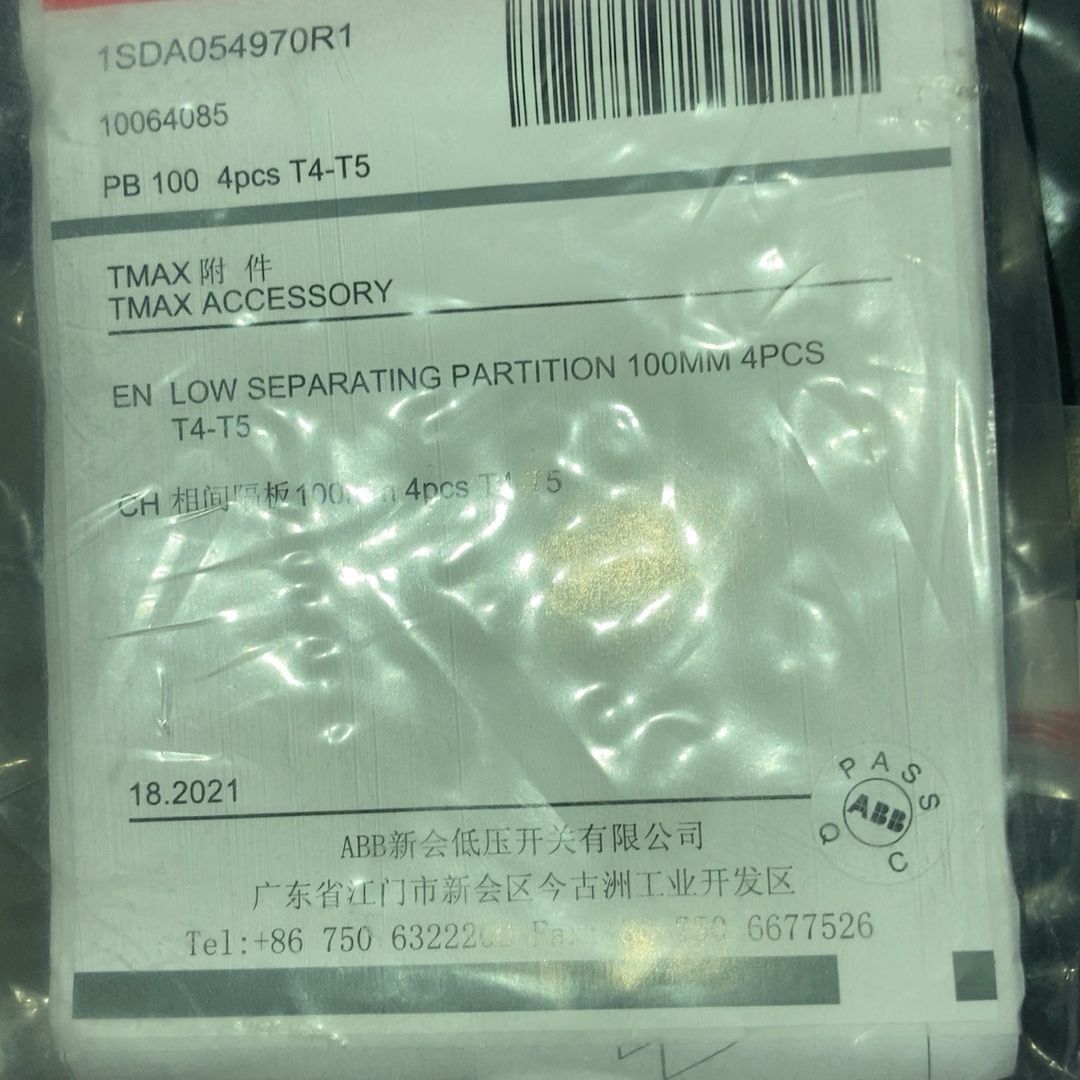 1SDA054970R1
10064085
PB 100 4pcs T4-T5
TMAX 附 件
TMAX ACCESSORY
EN LOW SEPARATING PARTITION 100MM 4PCS
T4-T5
CH 相间隔板100 4pcs
18.2021
PASS
ABB
QC
ABB新会低压开关有限公司
广东省江门市新会区今古洲工业开发区
Tel:+86 750 6677526